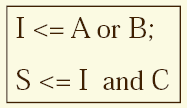 I <= A or B;
S <= I and C